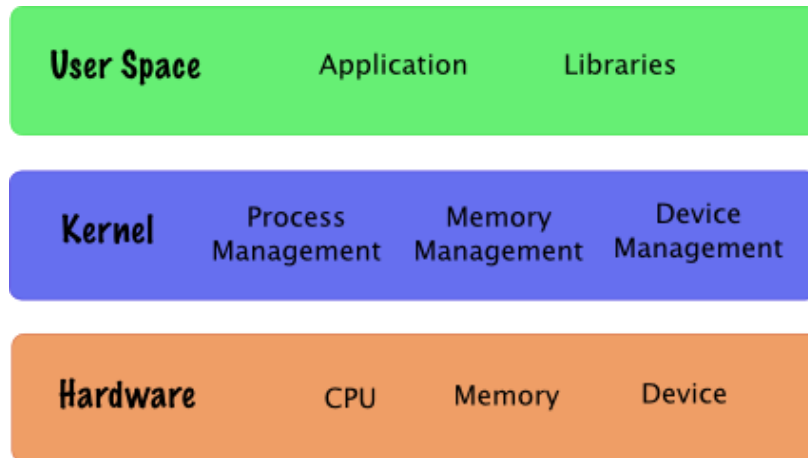 User Space Application Libraries
Kernel Process Management Memory Management Device Management
Hardware CPU Memory Device